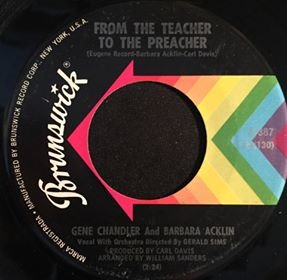 FROM THE TEACHER
TO THE PREACHER
(Eugene Record-Barbara Acklin-Carl Davis)
MANUFACTURED BY BRUNSWICK RECORD CORP., NEW YORK, U.S.A.
Brunswick
MARCA REGISTRADA
GENE CHANDLER And BARBARA ACKLIN
Vocal With Orchestra Directed By GERALD SIMS
PRODUCED BY CARL DAVIS
ARRANGED BY WILLIAM SANDERS
(2:24)